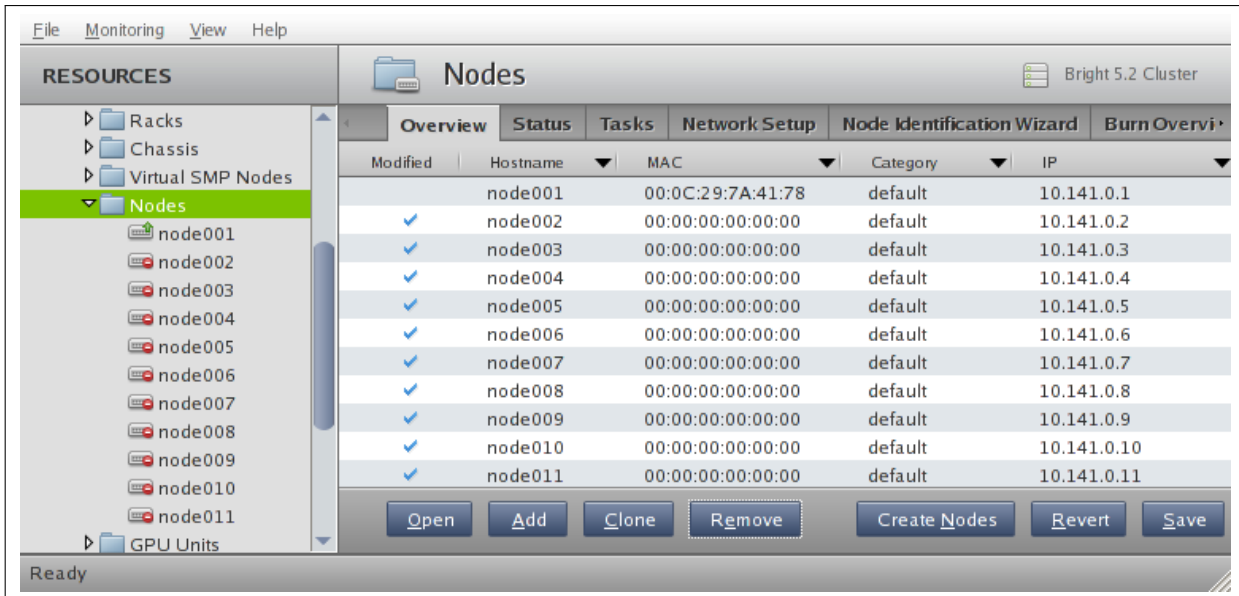 File Monitoring View Help
RESOURCES
Nodes
Bright 5.2 Cluster
Racks
Chassis
Virtual SMP Nodes
Nodes
node001
node002
node003
node004
node005
node006
node007
node008
node009
node010
node011
GPU Units
Overview Status Tasks Network Setup Node Identification Wizard Burn Overvi
Modified Hostname MAC Category IP
node001 00:0C:29:7A:41:78 default 10.141.0.1
node002 00:00:00:00:00:00 default 10.141.0.2
node003 00:00:00:00:00:00 default 10.141.0.3
node004 00:00:00:00:00:00 default 10.141.0.4
node005 00:00:00:00:00:00 default 10.141.0.5
node006 00:00:00:00:00:00 default 10.141.0.6
node007 00:00:00:00:00:00 default 10.141.0.7
node008 00:00:00:00:00:00 default 10.141.0.8
node009 00:00:00:00:00:00 default 10.141.0.9
node010 00:00:00:00:00:00 default 10.141.0.10
node011 00:00:00:00:00:00 default 10.141.0.11
Open Add Clone Remove Create Nodes Revert Save
Ready